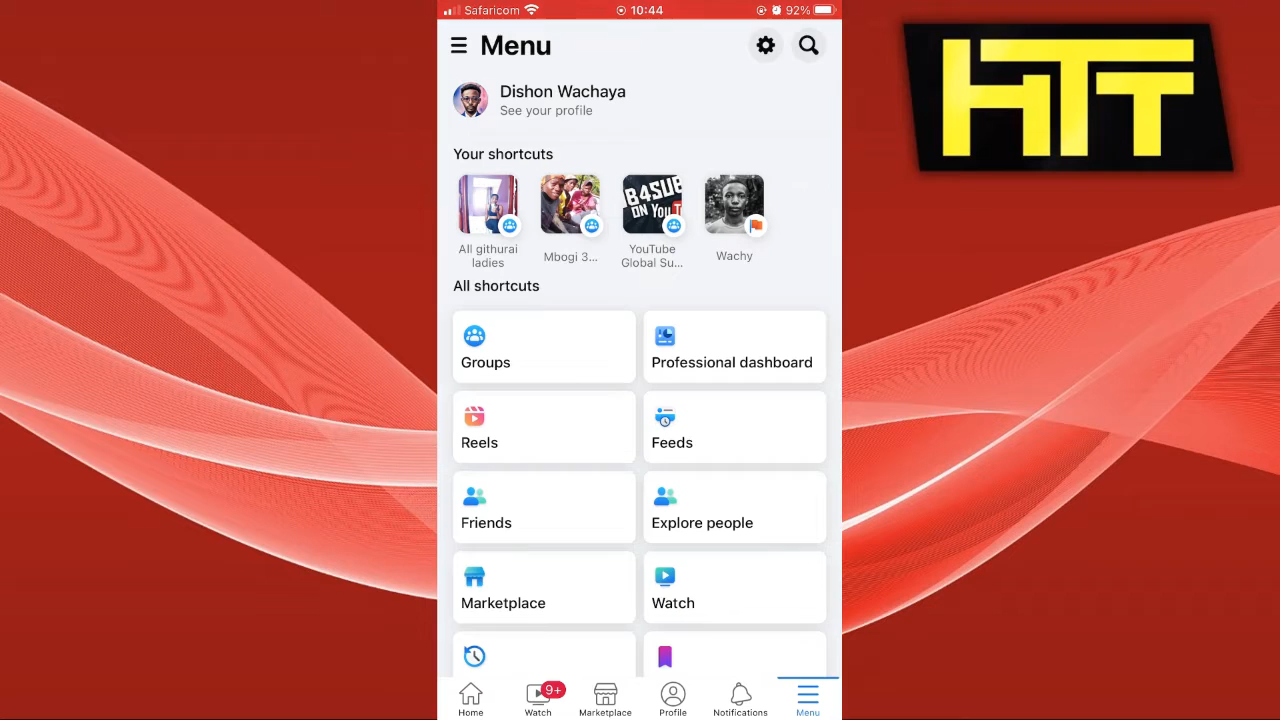 Safaricom
10:44
92%
HTT
Menu
Dishon Wachaya
See your profile
Your shortcuts
B4SUB
ON YouT
All githurai
ladies
Mbogi 3...
YouTube
Global Su...
Wachy
All shortcuts
Groups
Professional dashboard
Reels
Feeds
Friends
Explore people
Marketplace
Watch
9+
Home
Watch
Marketplace
Profile
Notifications
Menu